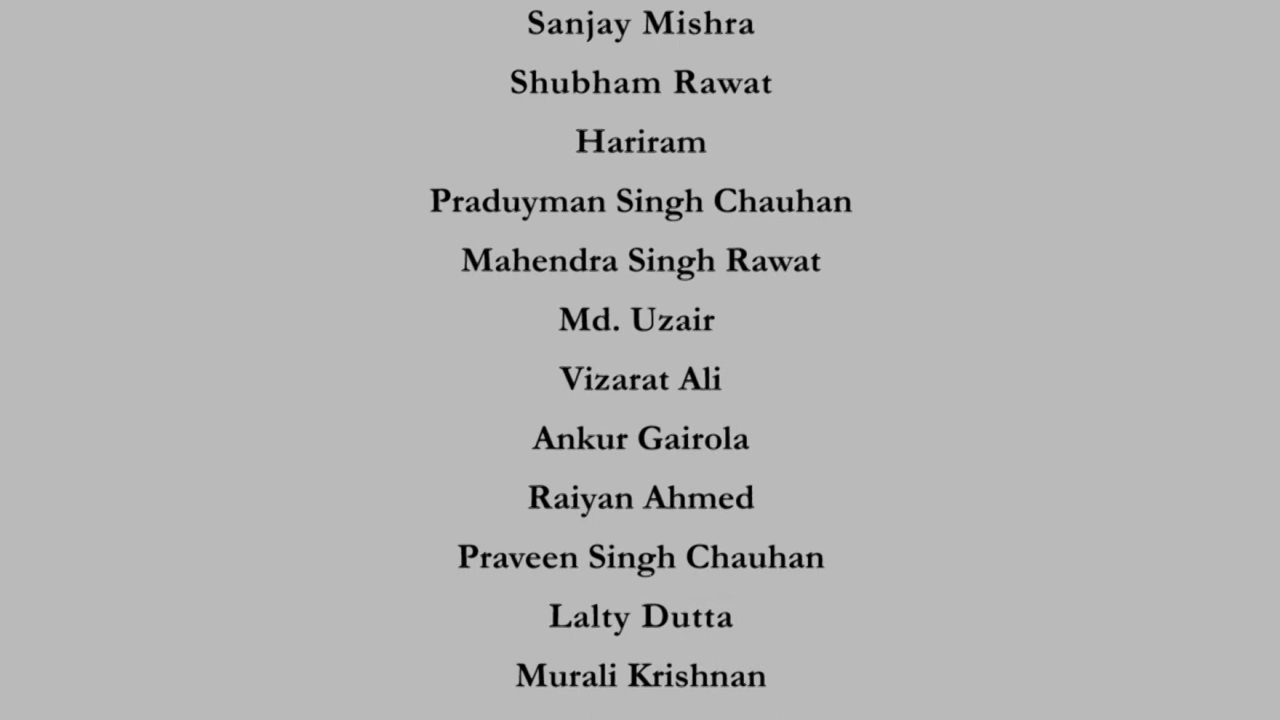 Sanjay Mishra
Shubham Rawat
Hariram
Praduyman Singh Chauhan
Mahendra Singh Rawat
Md. Uzair
Vizarat Ali
Ankur Gairola
Raiyan Ahmed
Praveen Singh Chauhan
Lalty Dutta
Murali Krishnan